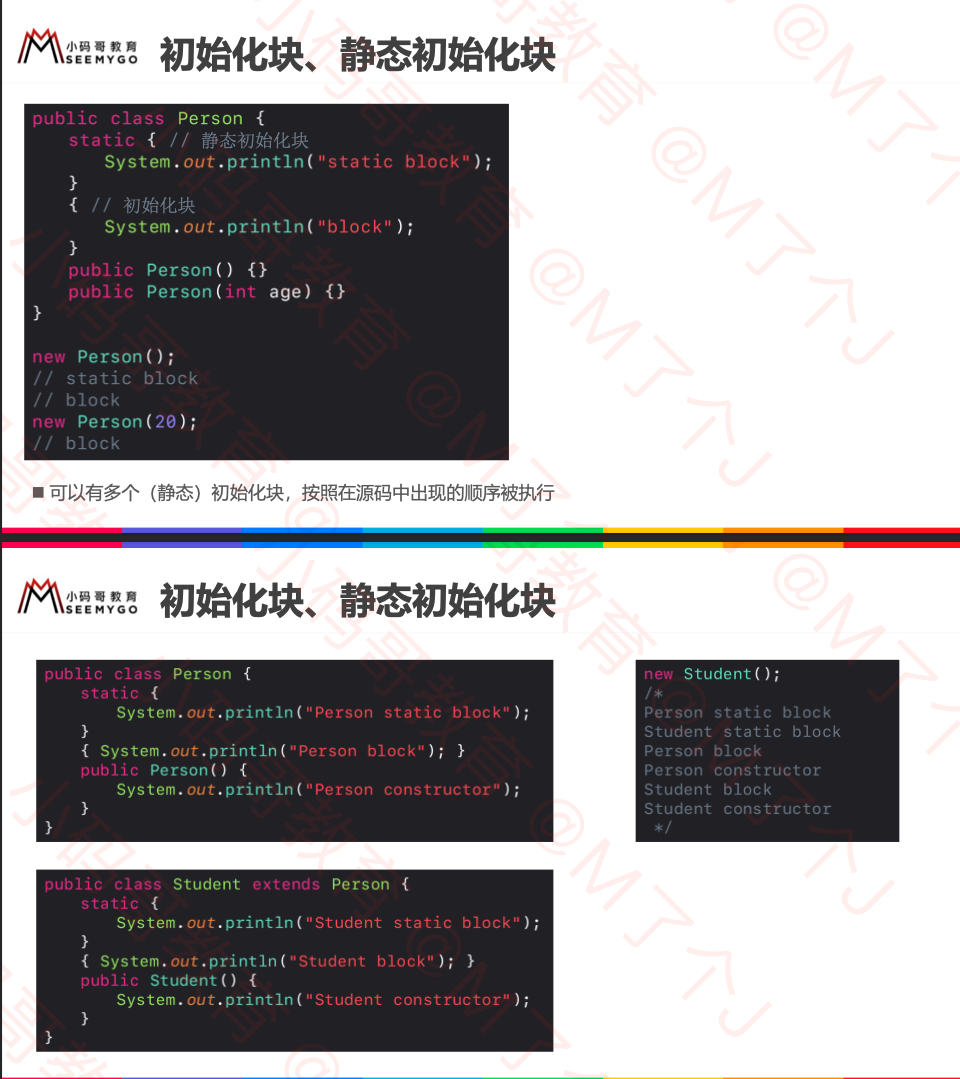 小码哥教育
SEEMYGO
初始化块、静态初始化块
public class Person {
static { // 静态初始化块
System.out.println("static block");
}
{ // 初始化块
System.out.println("block");
}
public Person() {}
public Person(int age) {}
}
new Person();
// static block
// block
new Person(20);
// block
可以有多个（静态）初始化块，按照在源码中出现的顺序被执行
小码哥教育
SEEMYGO
初始化块、静态初始化块
public class Person {
static {
System.out.println("Person static block");
}
{ System.out.println("Person block"); }
public Person() {
System.out.println("Person constructor");
}
}
new Student();
/*
Person static block
Student static block
Person block
Person constructor
Student block
Student constructor
*/
public class Student extends Person {
static {
System.out.println("Student static block");
}
{ System.out.println("Student block"); }
public Student() {
System.out.println("Student constructor");
}
}
小码哥教育 @M了个J